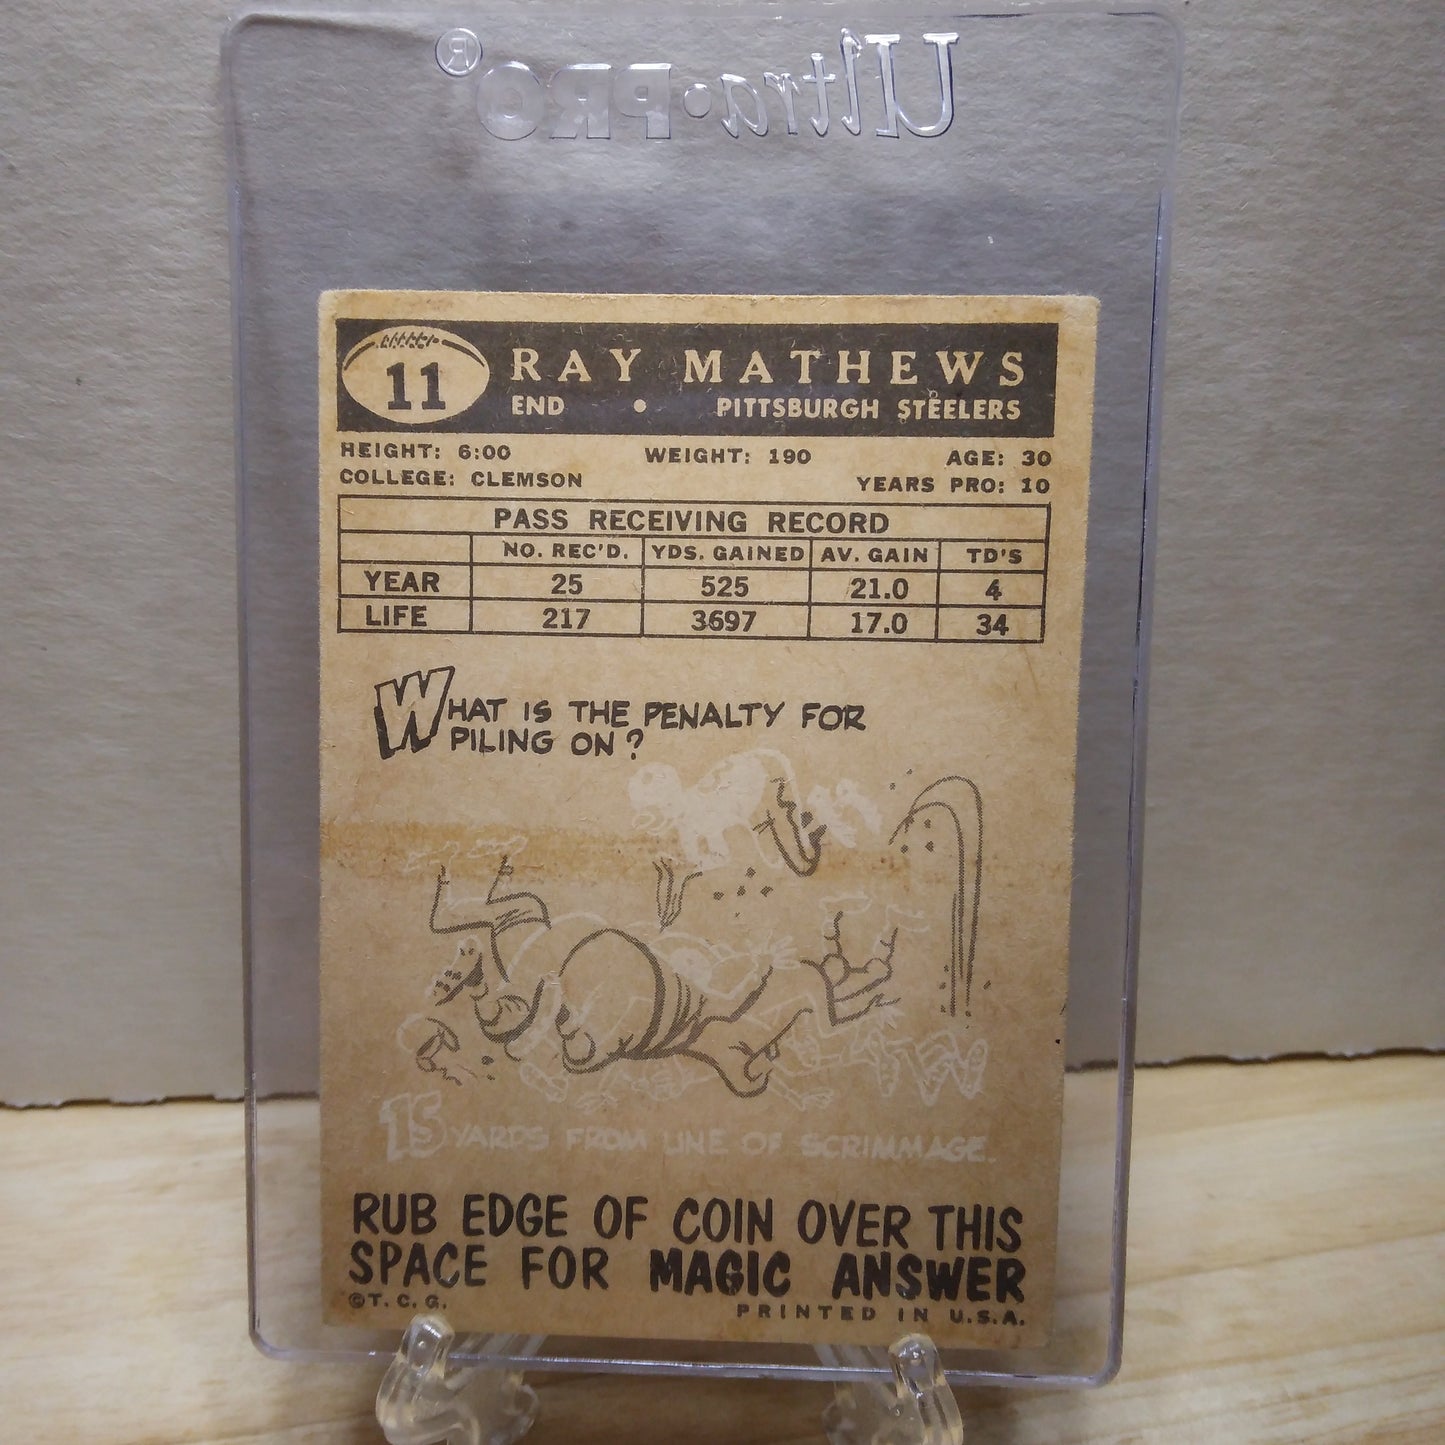 Ultra·PRO®
11
RAY MATHEWS
END • PITTSBURGH STEELERS
HEIGHT: 6:00 WEIGHT: 190 AGE: 30
COLLEGE: CLEMSON YEARS PRO: 10
PASS RECEIVING RECORD
NO. REC'D. YDS. GAINED AV. GAIN TD'S
YEAR 25 525 21.0 4
LIFE 217 3697 17.0 34
WHAT IS THE PENALTY FOR
PILING ON?
15 YARDS FROM LINE OF SCRIMMAGE.
RUB EDGE OF COIN OVER THIS
SPACE FOR MAGIC ANSWER
©T. C. G. PRINTED IN U.S.A.